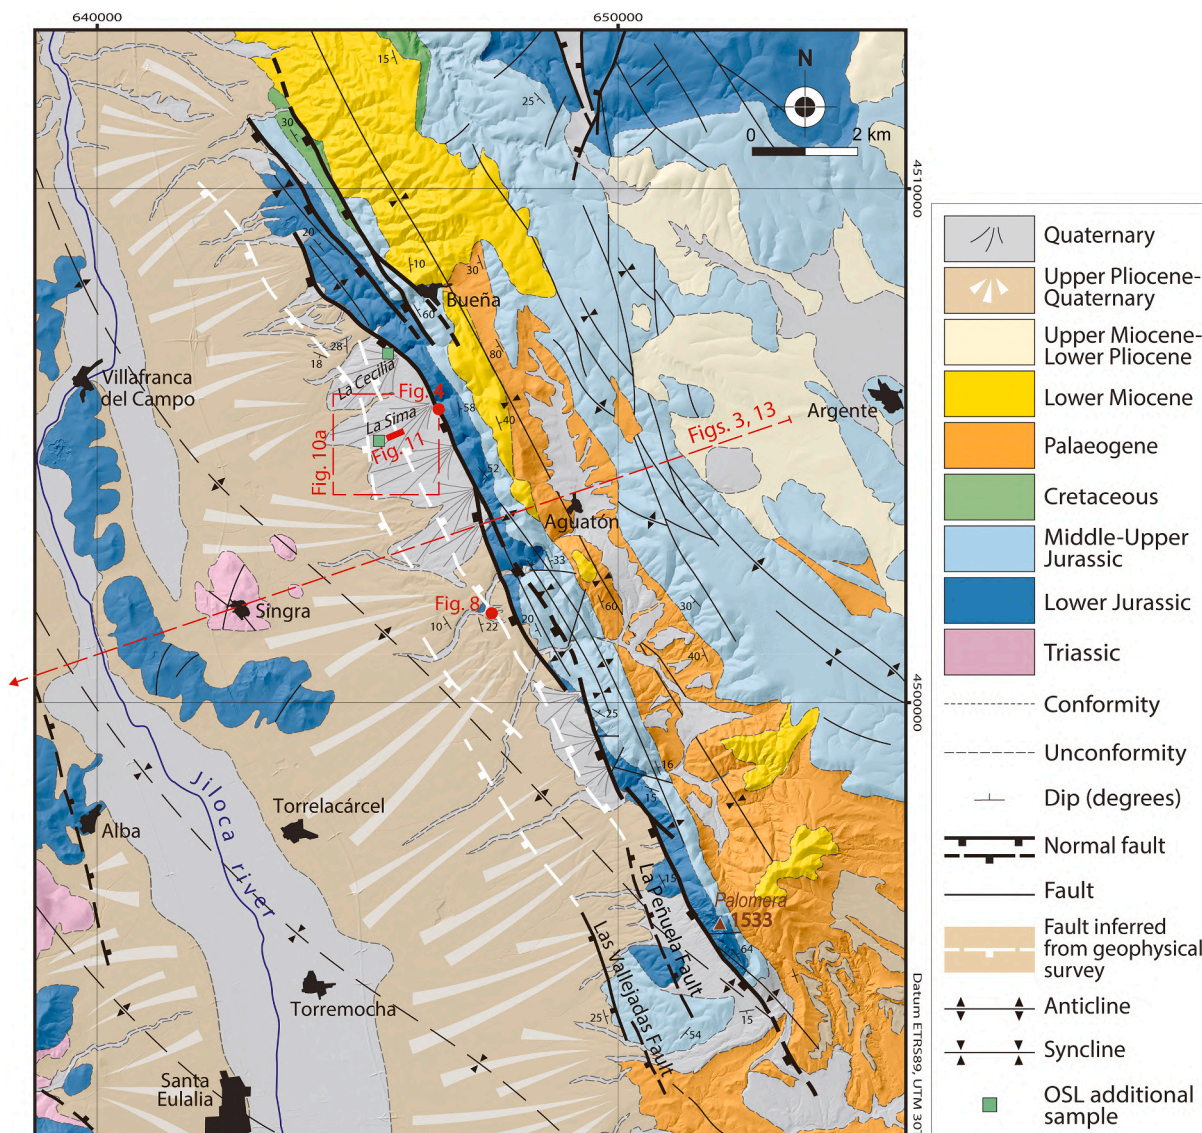 640000
650000
15
N
25
0
2 km
30
4510000
20
10
30
Bueña
60
28
18
80
La Cecilia
Villafranca
del Campo
Fig. 4
58
Argente
La Sima
40
Figs. 3, 13
Fig. 11
Fig. 10a
52
Aguatón
33
Fig. 8
60
30
Singra
10
22
20
40
4500000
25
16
Jiloca river
15
Torrelacárcel
Alba
La Peñuela Fault
15
Palomera
1533
Las Vallejadas Fault
64
Torremocha
25
54
15
Santa
Eulalia
Datum ETRS89, UTM 30T
Quaternary
Upper Pliocene-
Quaternary
Upper Miocene-
Lower Pliocene
Lower Miocene
Palaeogene
Cretaceous
Middle-Upper
Jurassic
Lower Jurassic
Triassic
Conformity
Unconformity
Dip (degrees)
Normal fault
Fault
Fault inferred
from geophysical
survey
Anticline
Syncline
OSL additional
sample